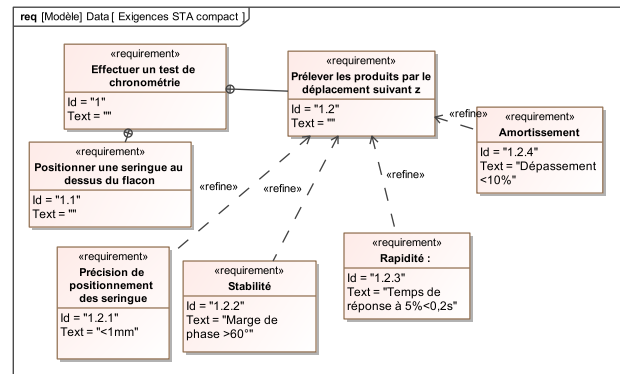 req [Modèle] Data [ Exigences STA compact ]
«requirement»
Effectuer un test de
chronométrie
Id = "1"
Text = ""
«requirement»
Prélever les produits par le
déplacement suivant z
Id = "1.2"
Text = ""
«refine»
«requirement»
Amortissement
Id = "1.2.4"
Text = "Dépassement
<10%"
«requirement»
Positionner une seringue au
dessus du flacon
Id = "1.1"
Text = ""
«refine»
«refine»
«refine»
«requirement»
Précision de
positionnement
des seringue
Id = "1.2.1"
Text = "<1mm"
«requirement»
Stabilité
Id = "1.2.2"
Text = "Marge de
phase >60°"
«requirement»
Rapidité :
Id = "1.2.3"
Text = "Temps de
réponse à 5%<0,2s"